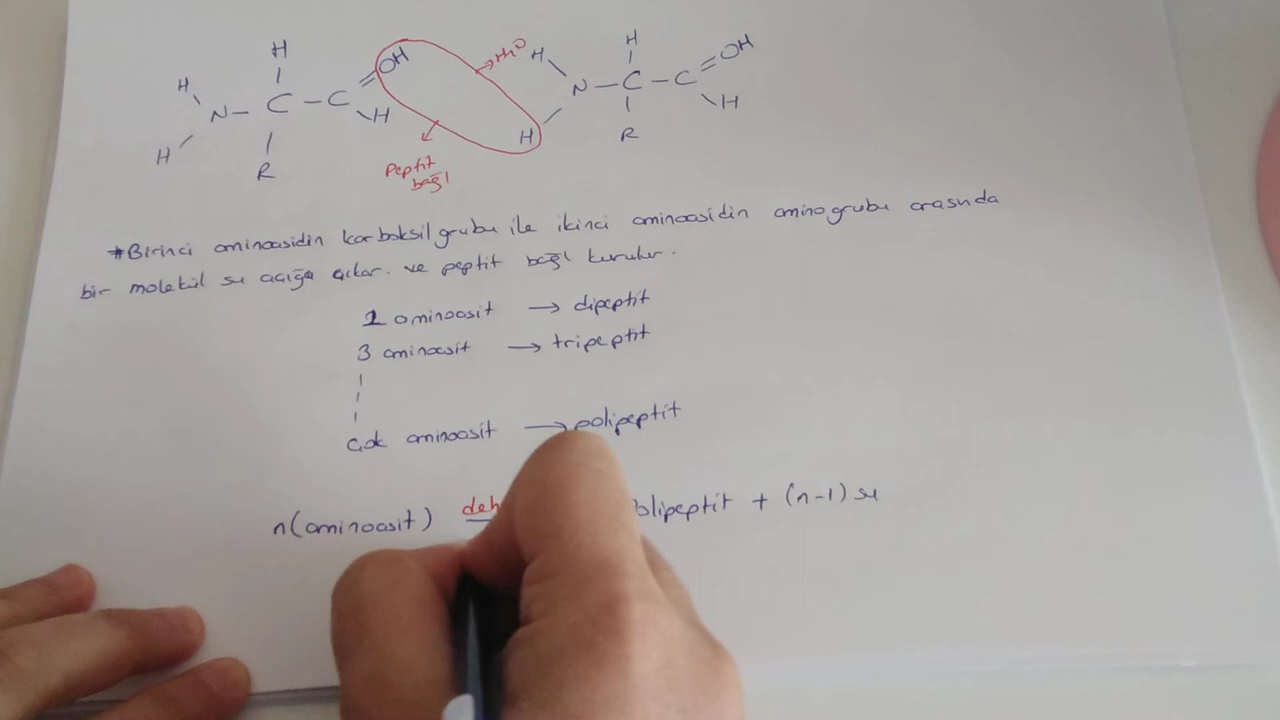 H H
H H OH H₂O H C OH
N – C – C H N – C – C H
H R H R
Peptit
bağı
*Birinci aminoasidin karboksil grubu ile ikinci aminoasidin amino grubu arasında
bir molekül su açığa çıkar. ve peptit bağı kurulur.
2 aminoasit → dipeptit
3 aminoasit → tripeptit
Çok aminoasit → polipeptit
n(aminoasit) deh olipeptit + (n-1) su